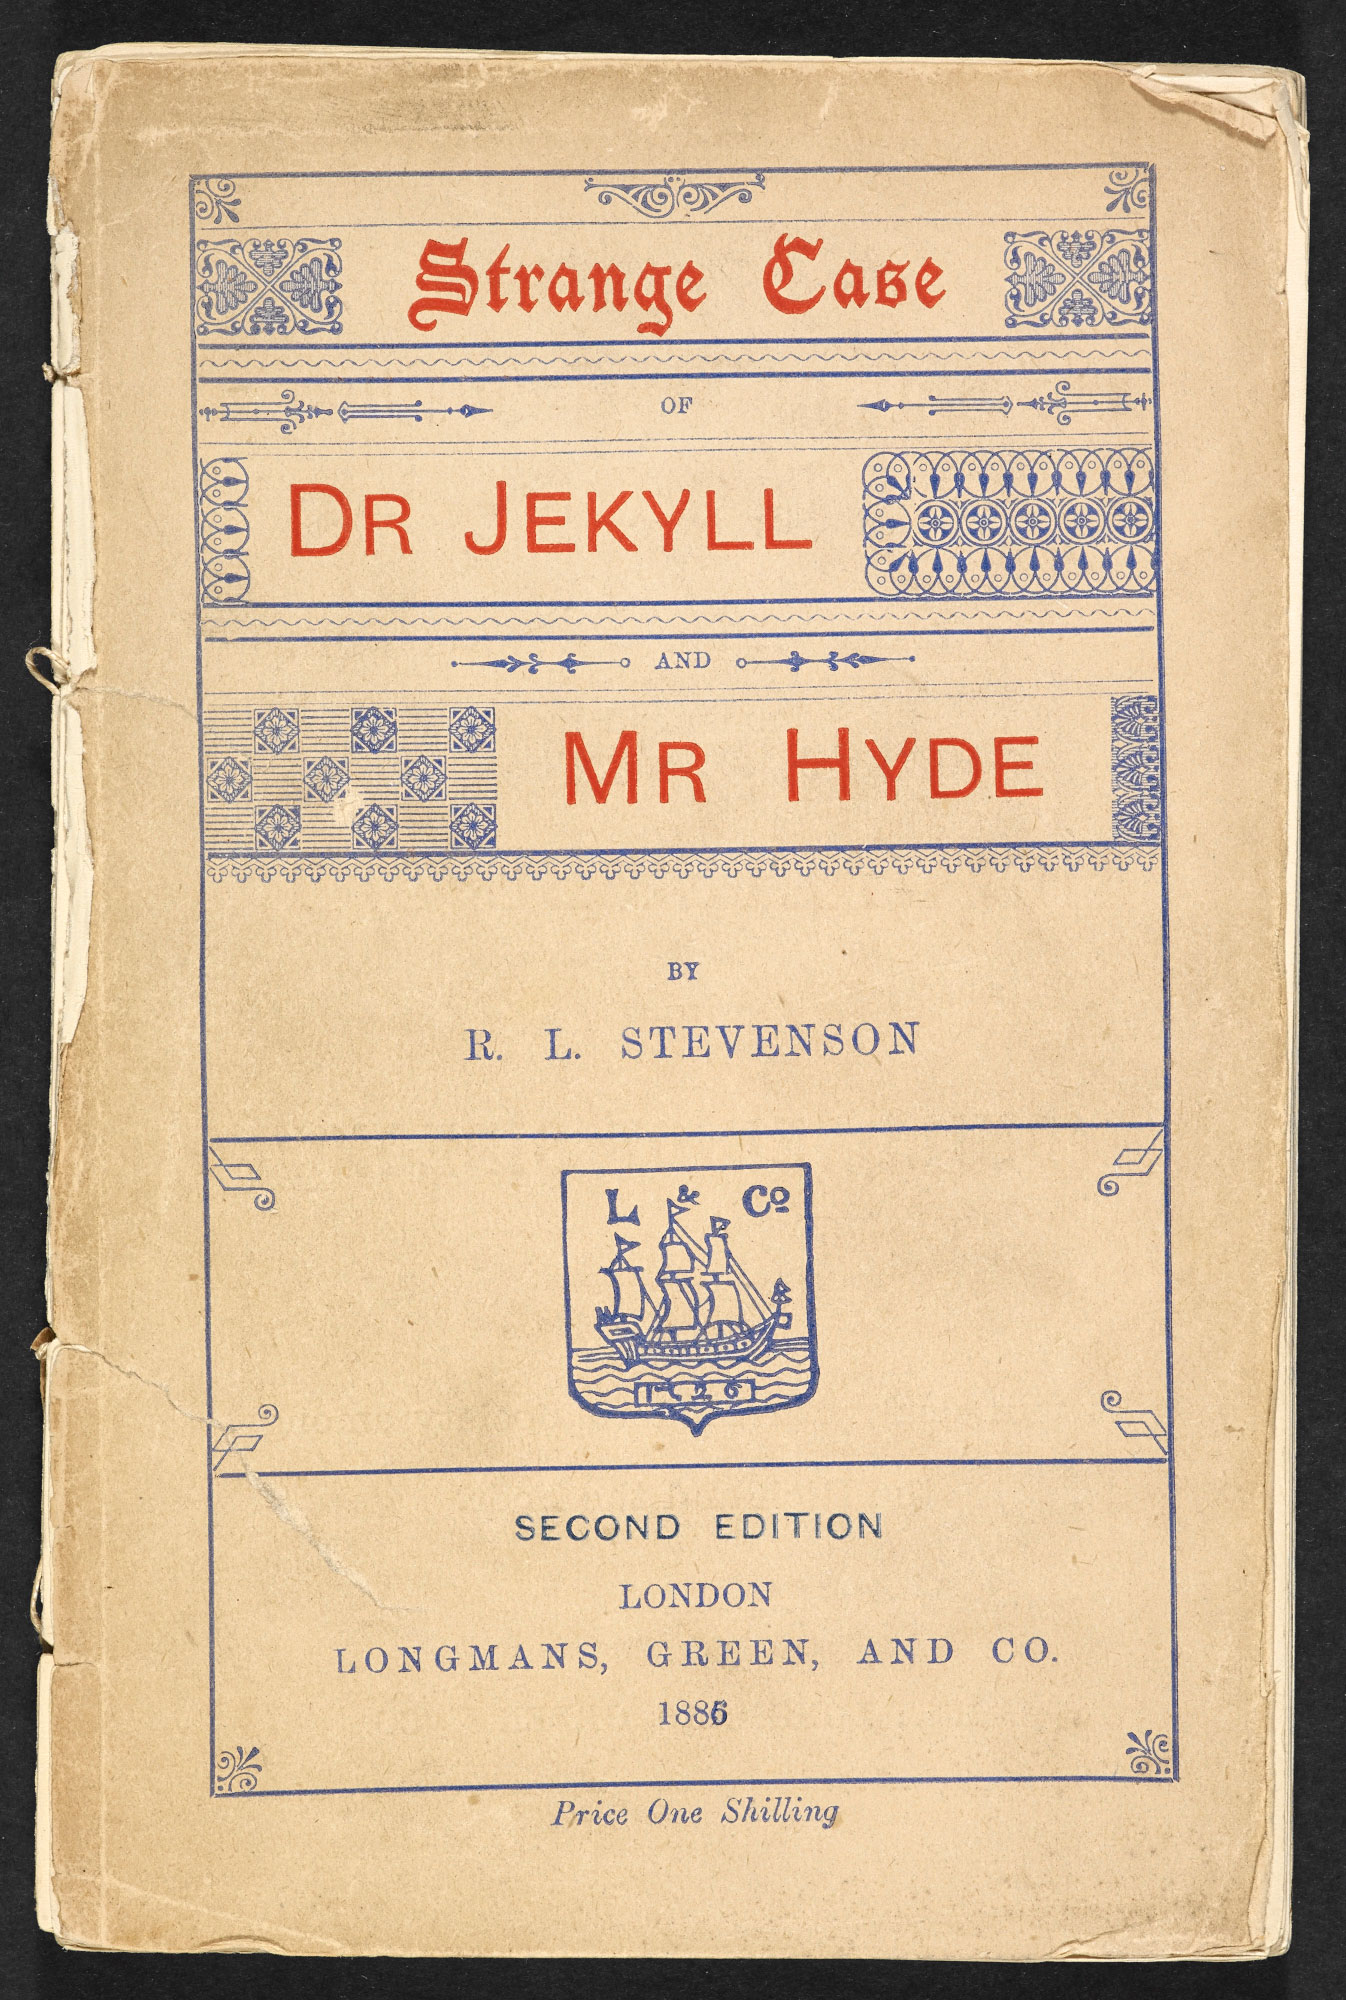 Strange Case
OF
DR JEKYLL
AND
MR HYDE
BY
R. L. STEVENSON
L & Co
1726
SECOND EDITION
LONDON
LONGMANS, GREEN, AND CO.
1886
Price One Shilling